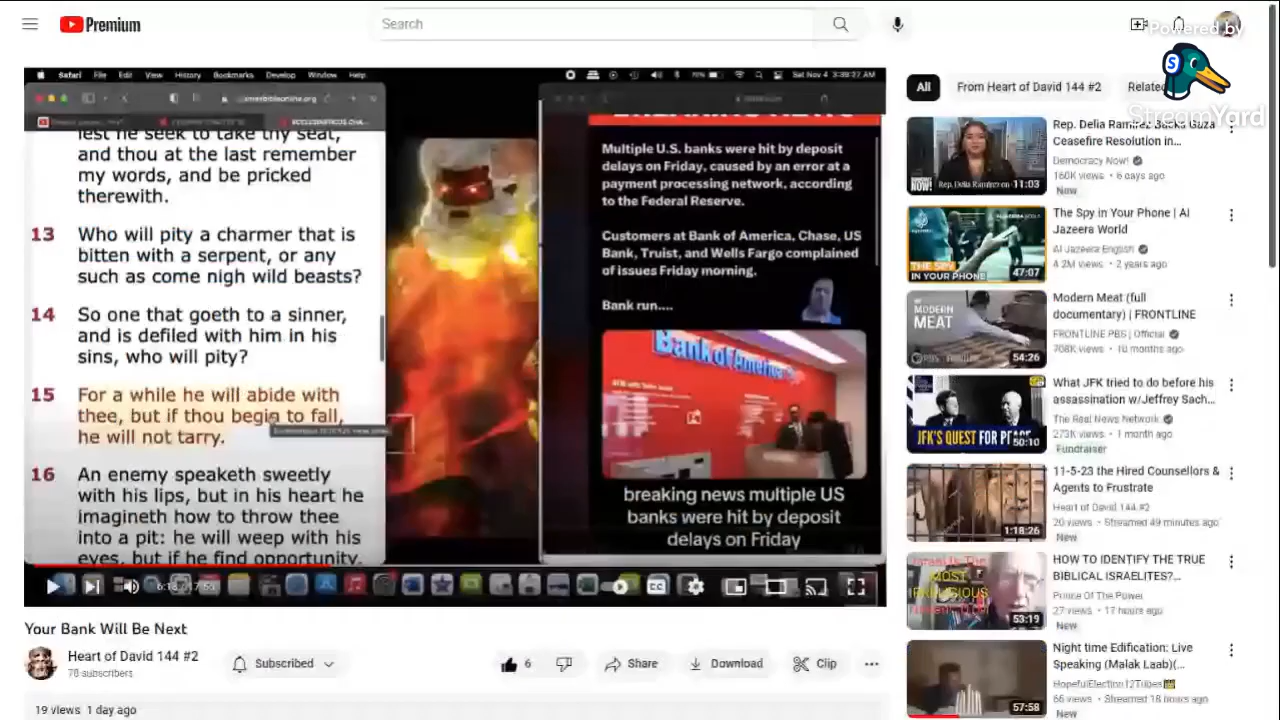 Premium
Search
Powered by
StreamYard
Safari File Edit View History Bookmarks Develop Window Help
Sat Nov 4 3:38:27 AM
lest he seek to take thy seat,
and thou at the last remember
my words, and be pricked
therewith.
13 Who will pity a charmer that is
bitten with a serpent, or any
such as come nigh wild beasts?
14 So one that goeth to a sinner,
and is defiled with him in his
sins, who will pity?
15 For a while he will abide with
thee, but if thou begin to fall,
he will not tarry.
16 An enemy speaketh sweetly
with his lips, but in his heart he
imagineth how to throw thee
into a pit: he will weep with his
eyes, but if he find opportunity,
Multiple U.S. banks were hit by deposit
delays on Friday, caused by an error at a
payment processing network, according
to the Federal Reserve.
Customers at Bank of America, Chase, US
Bank, Truist, and Wells Fargo complained
of issues Friday morning.
Bank run....
Bank of America
breaking news multiple US
banks were hit by deposit
delays on Friday
Your Bank Will Be Next
Heart of David 144 #2
78 subscribers
Subscribed
6
Share
Download
Clip
19 views 1 day ago
All
From Heart of David 144 #2
Rep. Delia Ramirez Backs Gaza
Ceasefire Resolution in...
Democracy Now!
160K views • 6 days ago
New
11:03
The Spy in Your Phone | Al
Jazeera World
Al Jazeera English
4.2M views • 2 years ago
THE SPY
IN YOUR PHONE
47:07
Modern Meat (full
documentary) | FRONTLINE
FRONTLINE PBS | Official
708K views • 10 months ago
MODERN
MEAT
54:26
What JFK tried to do before his
assassination w/Jeffrey Sach...
The Real News Network
273K views • 1 month ago
Fundraiser
50:10
11-5-23 the Hired Counsellors &
Agents to Frustrate
Heart of David 144 #2
20 views • Streamed 49 minutes ago
New
1:18:26
HOW TO IDENTIFY THE TRUE
BIBLICAL ISRAELITES?...
Prince Of The Power
27 views • 17 hours ago
New
53:19
Night time Edification: Live
Speaking (Malak Laab)(...
HopefulElection12Tribes
66 views • Streamed 18 hours ago
New
57:58